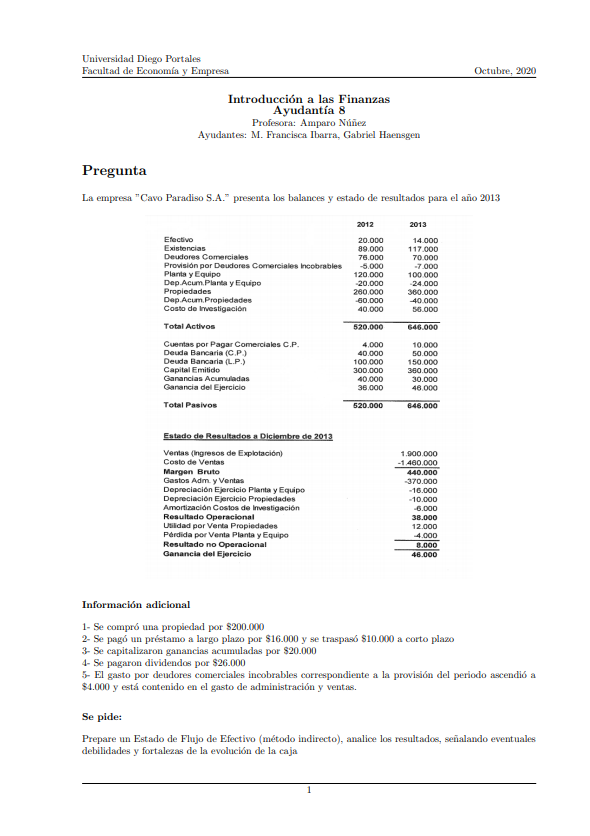 Universidad Diego Portales
Facultad de Economía y Empresa Octubre, 2020
Introducción a las Finanzas
Ayudantía 8
Profesora: Amparo Núñez
Ayudantes: M. Francisca Ibarra, Gabriel Haensgen
Pregunta
La empresa ”Cavo Paradiso S.A.” presenta los balances y estado de resultados para el año 2013
2012 2013
Efectivo 20.000 14.000
Existencias 89.000 117.000
Deudores Comerciales 76.000 70.000
Provisión por Deudores Comerciales Incobrables -5.000 -7.000
Planta y Equipo 120.000 100.000
Dep.Acum.Planta y Equipo -20.000 -24.000
Propiedades 260.000 360.000
Dep.Acum.Propiedades -60.000 -40.000
Costo de Investigación 40.000 56.000
Total Activos 520.000 646.000
Cuentas por Pagar Comerciales C.P. 4.000 10.000
Deuda Bancaria (C.P.) 40.000 50.000
Deuda Bancaria (L.P.) 100.000 150.000
Capital Emitido 300.000 360.000
Ganancias Acumuladas 40.000 30.000
Ganancia del Ejercicio 36.000 46.000
Total Pasivos 520.000 646.000
Estado de Resultados a Diciembre de 2013
Ventas (Ingresos de Explotación) 1.900.000
Costo de Ventas -1.460.000
Margen Bruto 440.000
Gastos Adm. y Ventas -370.000
Depreciación Ejercicio Planta y Equipo -16.000
Depreciación Ejercicio Propiedades -10.000
Amortización Costos de Investigación -6.000
Resultado Operacional 38.000
Utilidad por Venta Propiedades 12.000
Pérdida por Venta Planta y Equipo -4.000
Resultado no Operacional 8.000
Ganancia del Ejercicio 46.000
Información adicional
1- Se compró una propiedad por $200.000
2- Se pagó un préstamo a largo plazo por $16.000 y se traspasó $10.000 a corto plazo
3- Se capitalizaron ganancias acumuladas por $20.000
4- Se pagaron dividendos por $26.000
5- El gasto por deudores comerciales incobrables correspondiente a la provisión del periodo ascendió a
$4.000 y está contenido en el gasto de administración y ventas.
Se pide:
Prepare un Estado de Flujo de Efectivo (método indirecto), analice los resultados, señalando eventuales
debilidades y fortalezas de la evolución de la caja
1